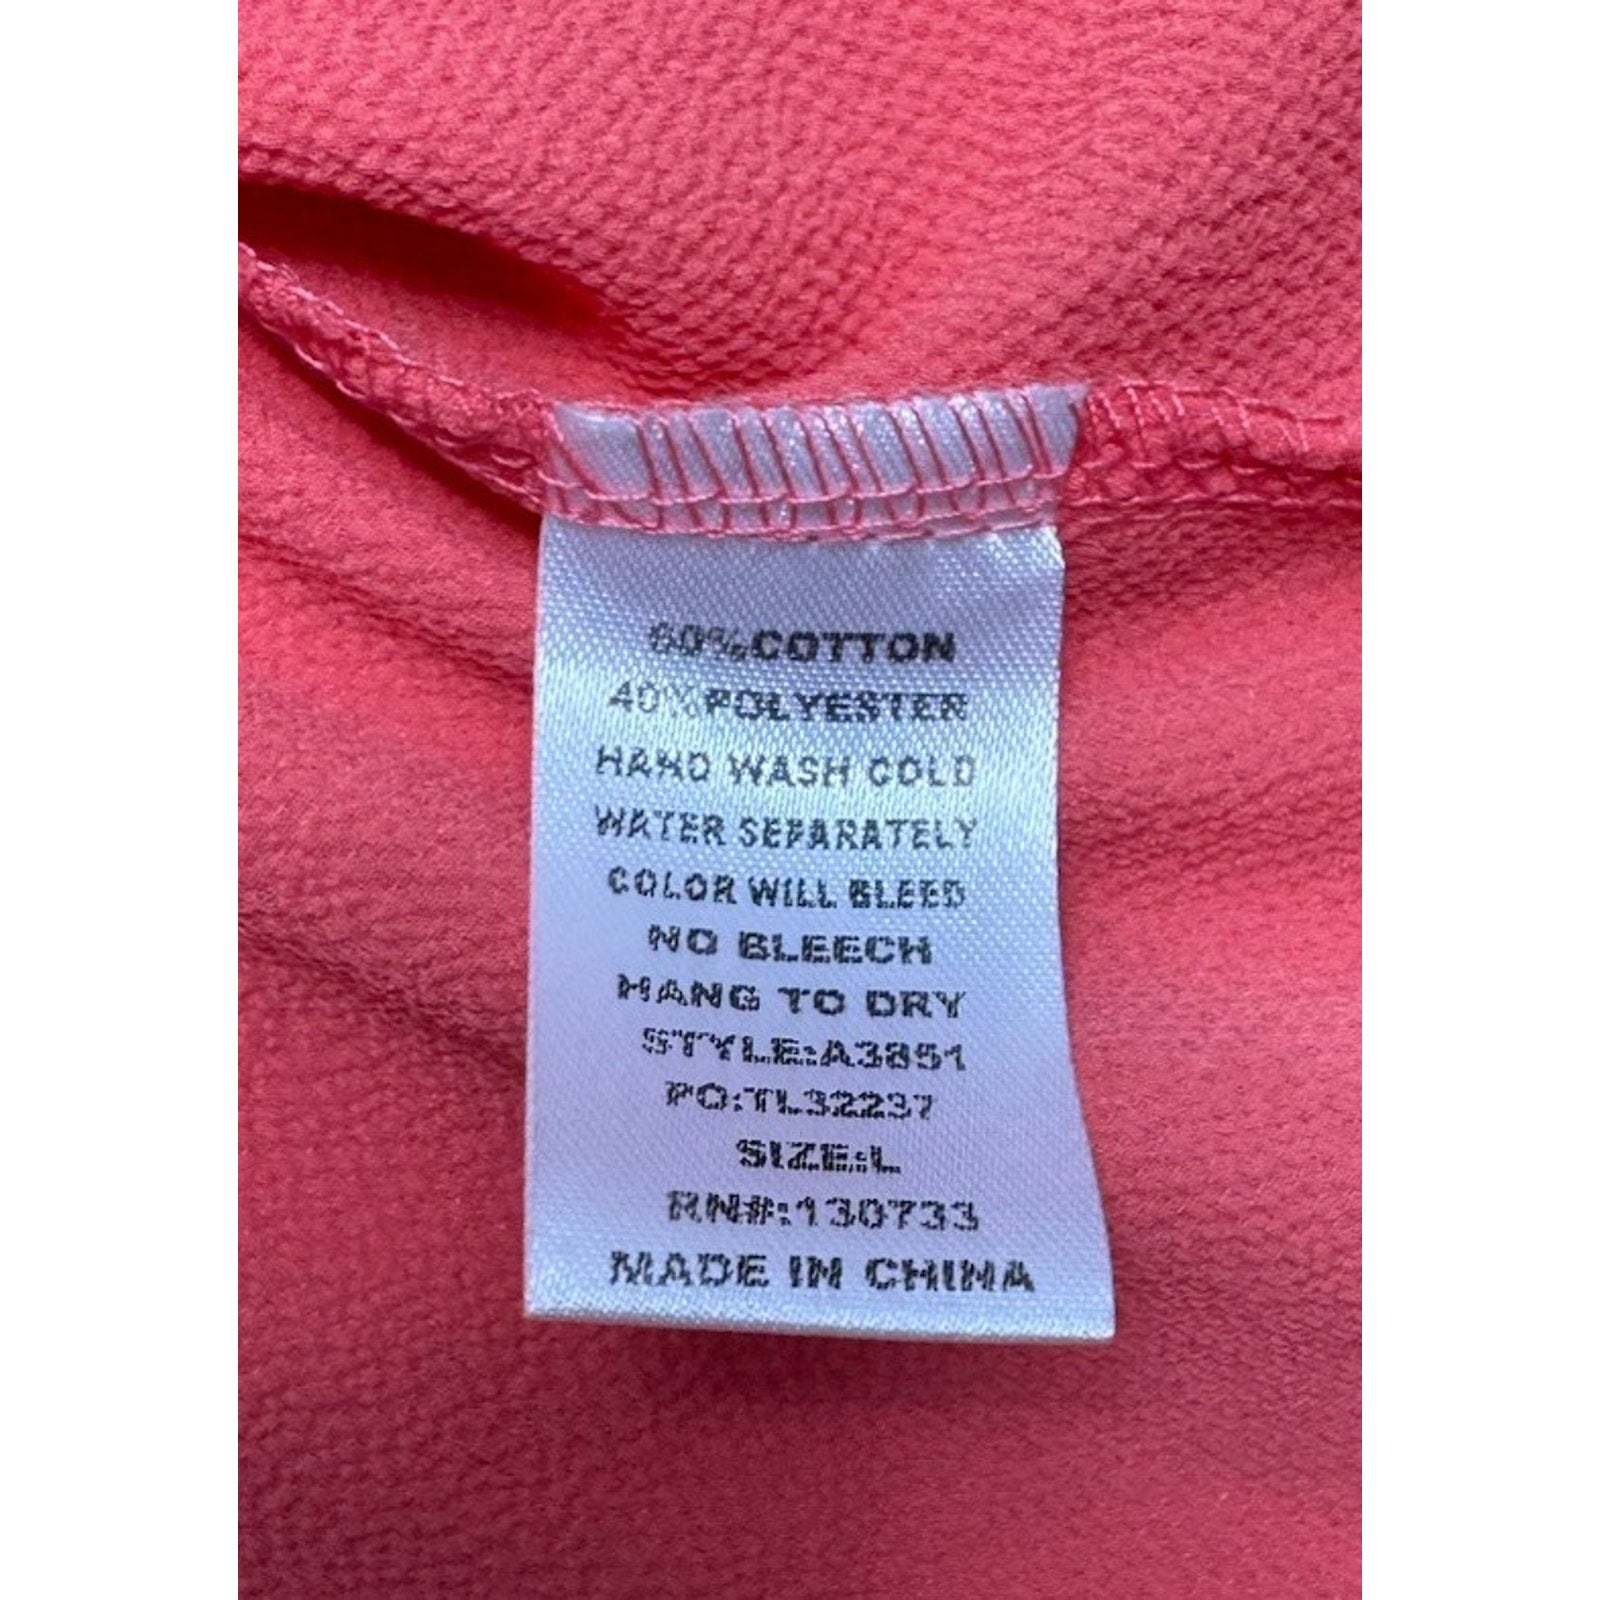 60%COTTON
40%POLYESTER
HAND WASH COLD
WATER SEPARATELY
COLOR WILL BLEED
NO BLEECH
HANG TO DRY
STYLE:A3851
PO:TL32237
SIZE:L
RN#:130733
MADE IN CHINA